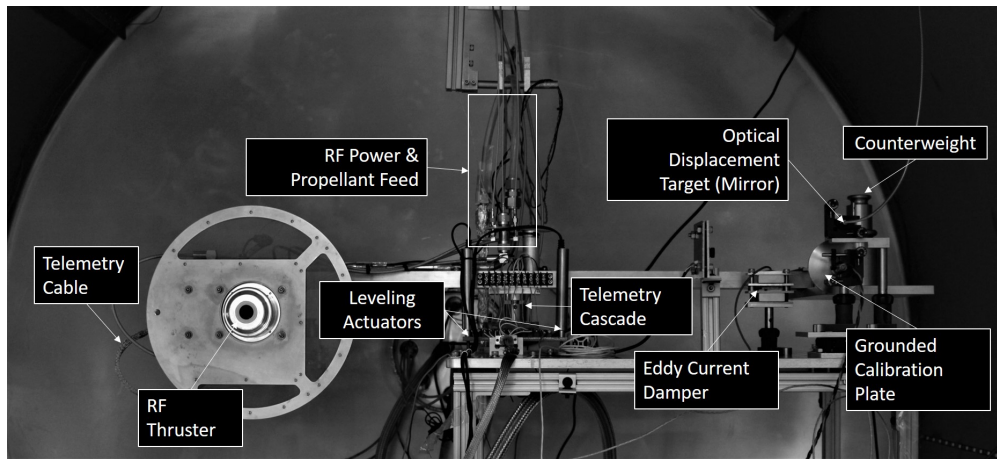 RF Power &
Propellant Feed
Optical
Displacement
Target (Mirror)
Counterweight
Telemetry
Cable
Leveling
Actuators
Telemetry
Cascade
RF
Thruster
Eddy Current
Damper
Grounded
Calibration
Plate